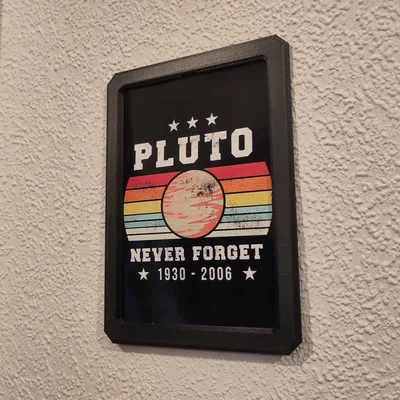 PLUTO
NEVER FORGET
1930 - 2006